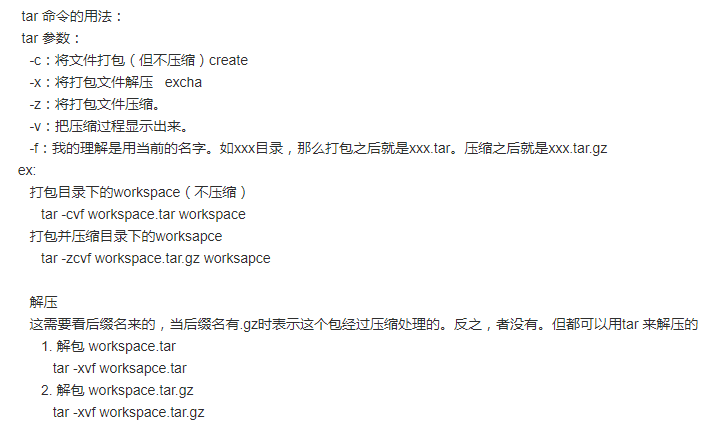 tar 命令的用法：
tar 参数：
-c：将文件打包（但不压缩）create
-x：将打包文件解压 excha
-z：将打包文件压缩。
-v：把压缩过程显示出来。
-f：我的理解是用当前的名字。如xxx目录，那么打包之后就是xxx.tar。压缩之后就是xxx.tar.gz
ex:
打包目录下的workspace（不压缩）
tar -cvf workspace.tar workspace
打包并压缩目录下的worksapce
tar -zcvf workspace.tar.gz worksapce
解压
这需要看后缀名来的，当后缀名有.gz时表示这个包经过压缩处理的。反之，者没有。但都可以用tar 来解压的
1. 解包 workspace.tar
tar -xvf worksapce.tar
2. 解包 workspace.tar.gz
tar -xvf workspace.tar.gz